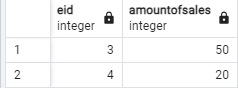 eid integer amountofsales integer
1 3 50
2 4 20